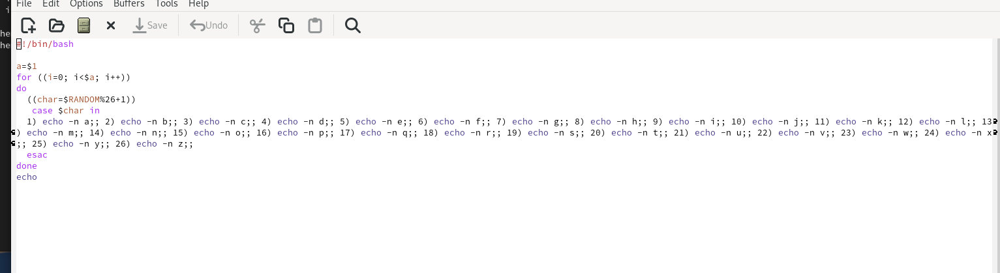 i
he
he
File Edit Options Buffers Tools Help
Save Undo
#!/bin/bash
a=$1
for ((i=0; i<$a; i++))
do
((char=$RANDOM%26+1))
case $char in
1) echo -n a;; 2) echo -n b;; 3) echo -n c;; 4) echo -n d;; 5) echo -n e;; 6) echo -n f;; 7) echo -n g;; 8) echo -n h;; 9) echo -n i;; 10) echo -n j;; 11) echo -n k;; 12) echo -n l;; 13
) echo -n m;; 14) echo -n n;; 15) echo -n o;; 16) echo -n p;; 17) echo -n q;; 18) echo -n r;; 19) echo -n s;; 20) echo -n t;; 21) echo -n u;; 22) echo -n v;; 23) echo -n w;; 24) echo -n x
;; 25) echo -n y;; 26) echo -n z;;
esac
done
echo